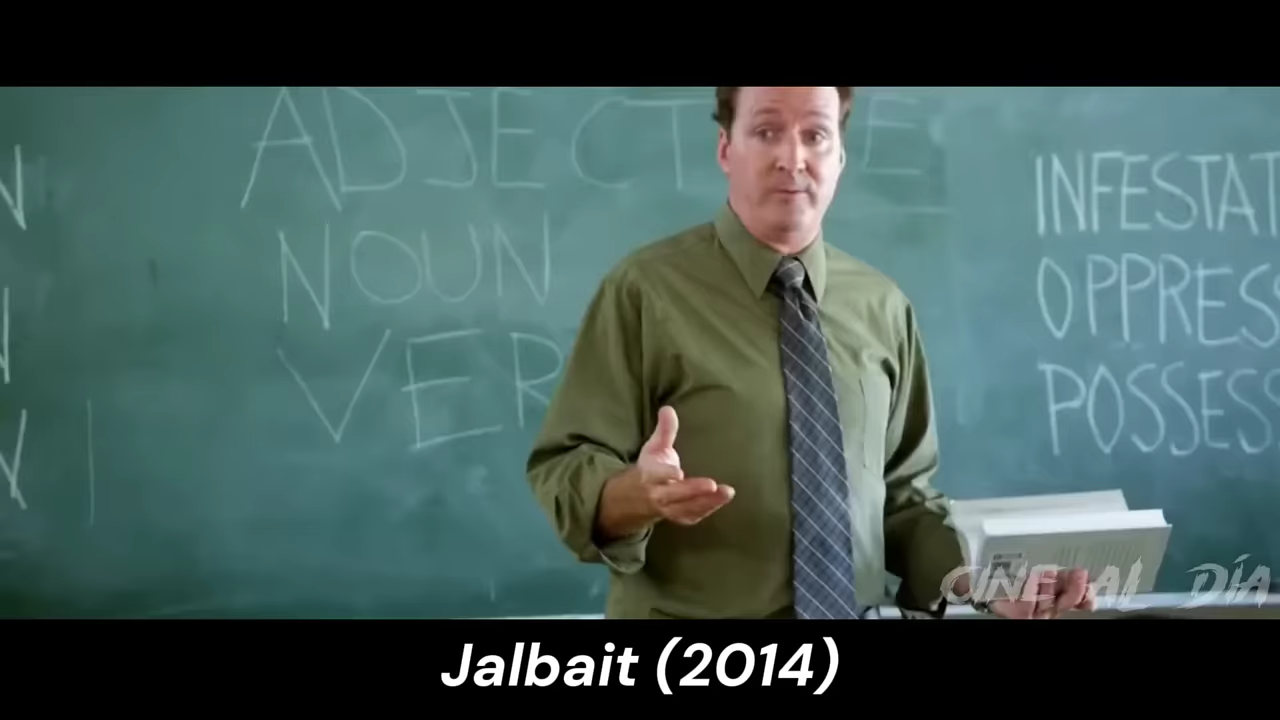 ADJECT E
NOUN
VER
INFESTAT
OPPRESS
POSSESS
CINE AL DÍA
Jalbait (2014)